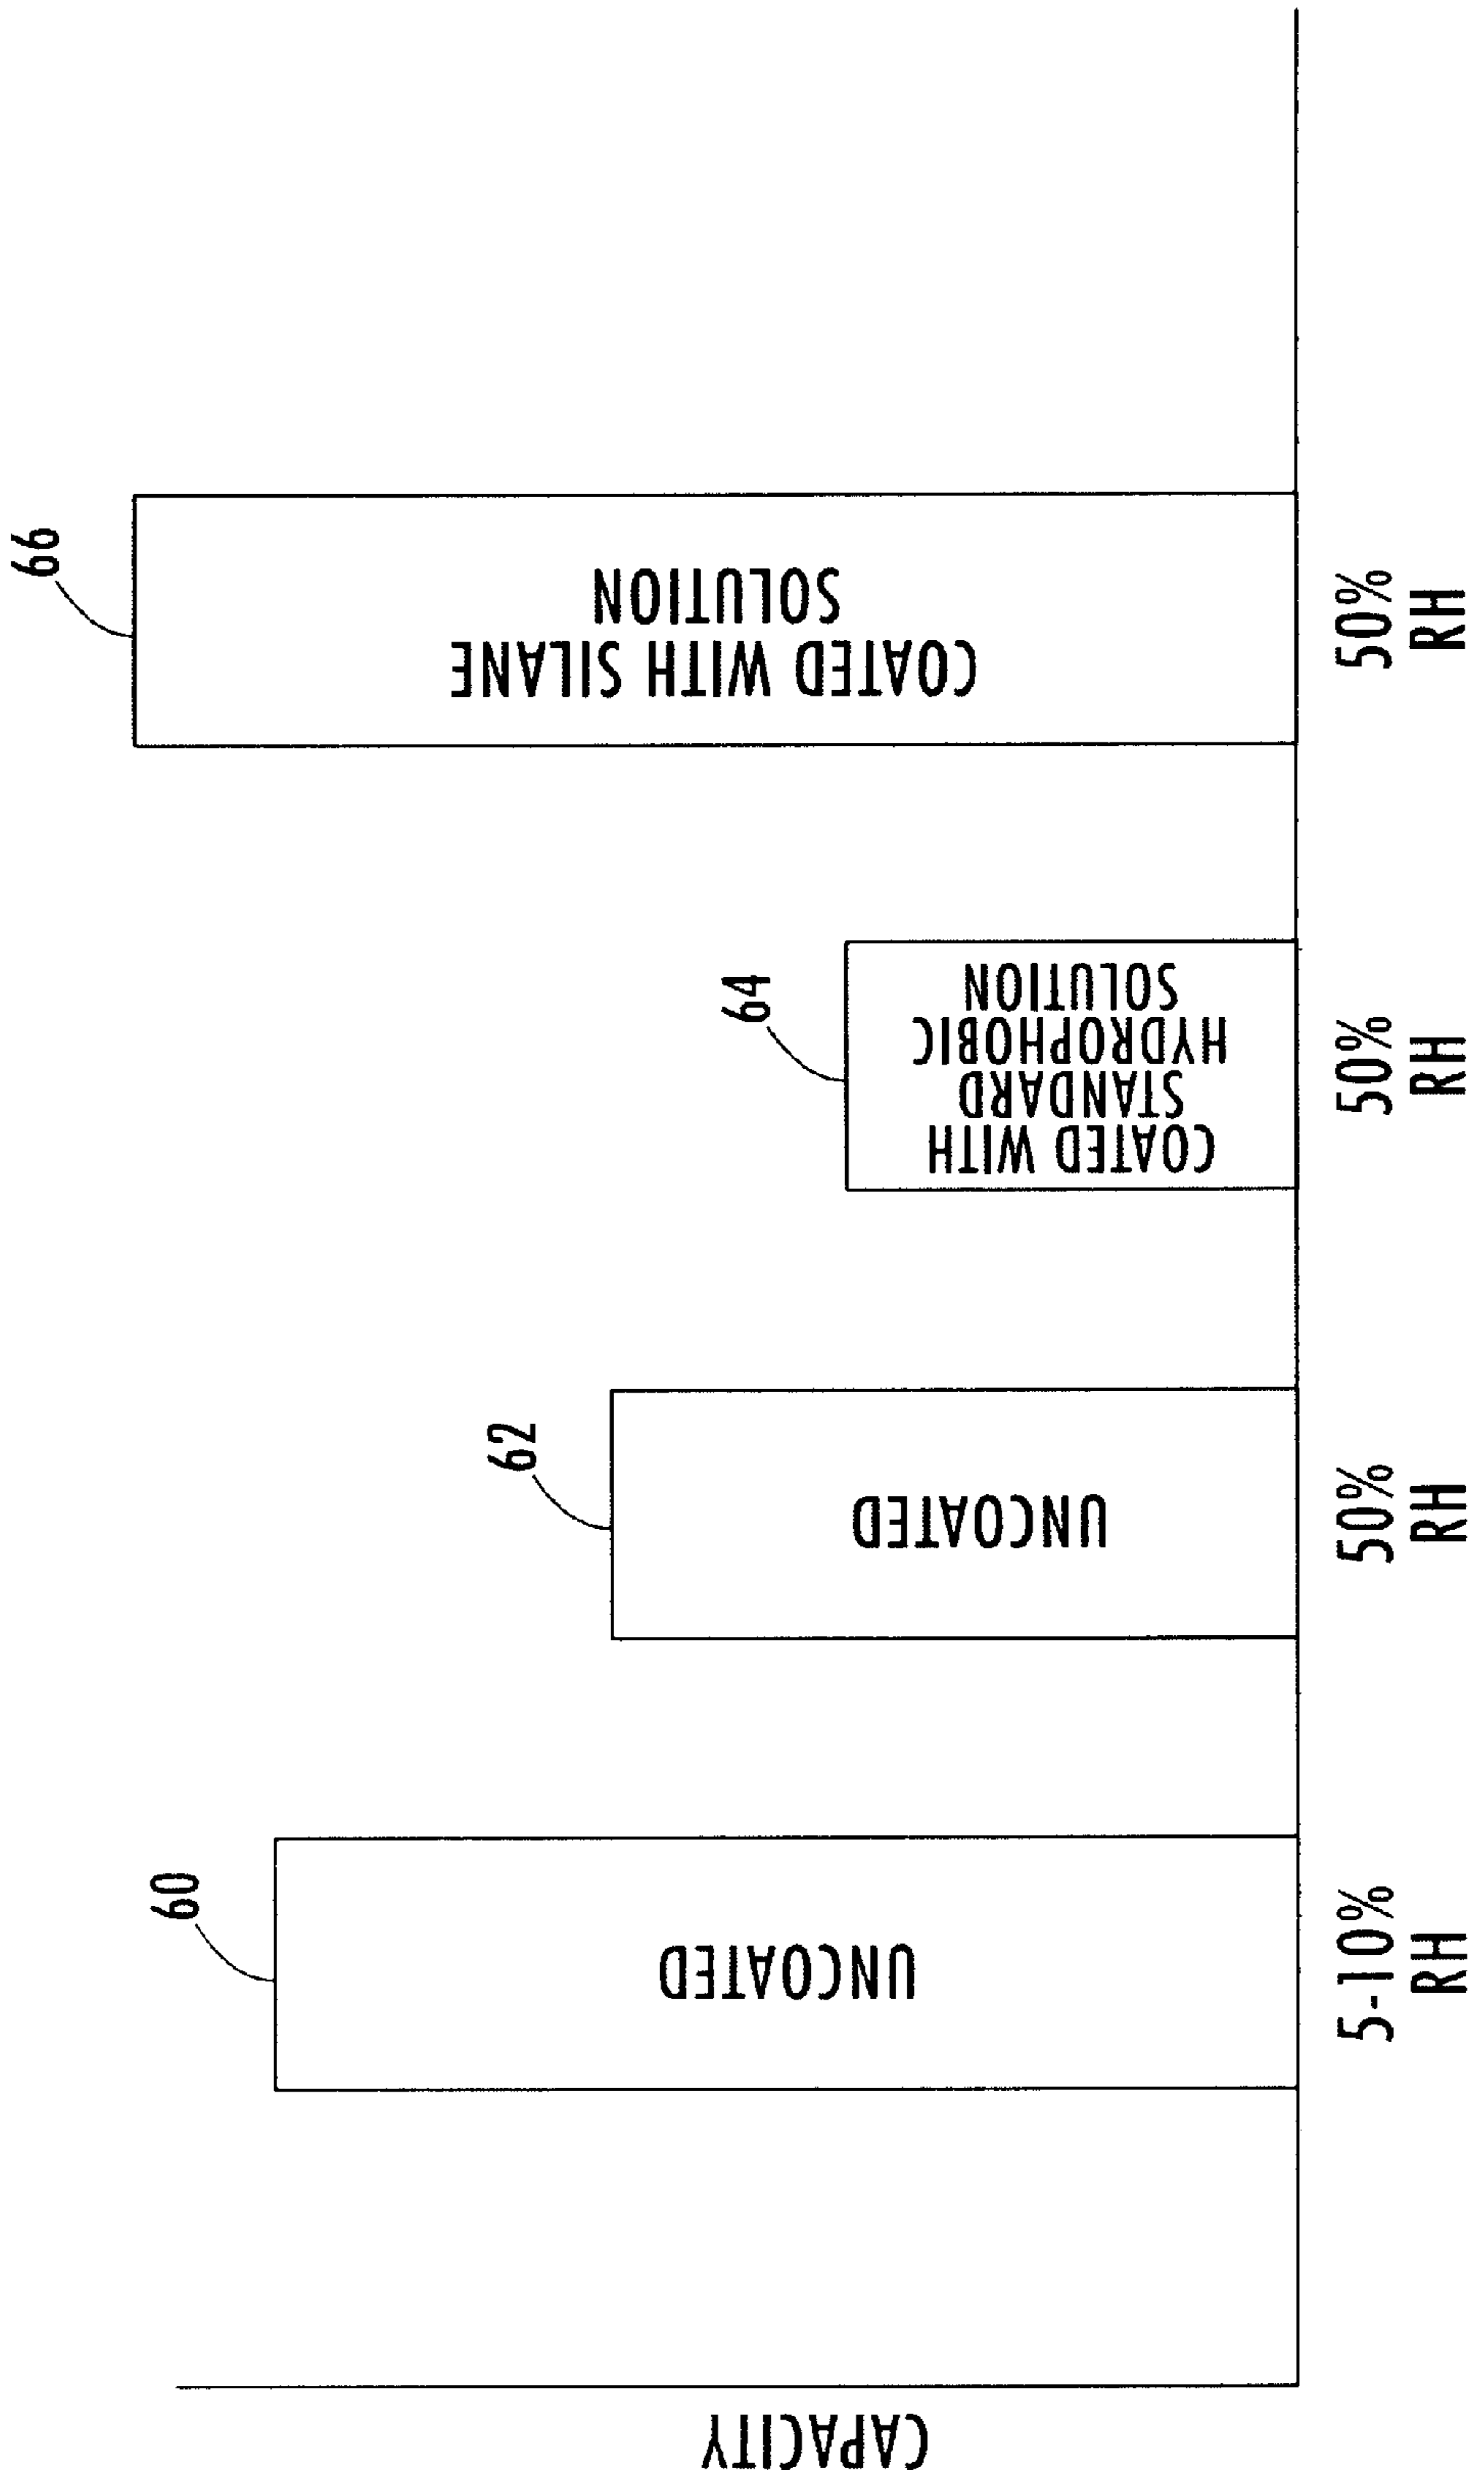 CAPACITY
60
UNCOATED
5-10%
RH
62
UNCOATED
50%
RH
64
COATED WITH
STANDARD
HYDROPHOBIC
SOLUTION
50%
RH
66
COATED WITH SILANE
SOLUTION
50%
RH